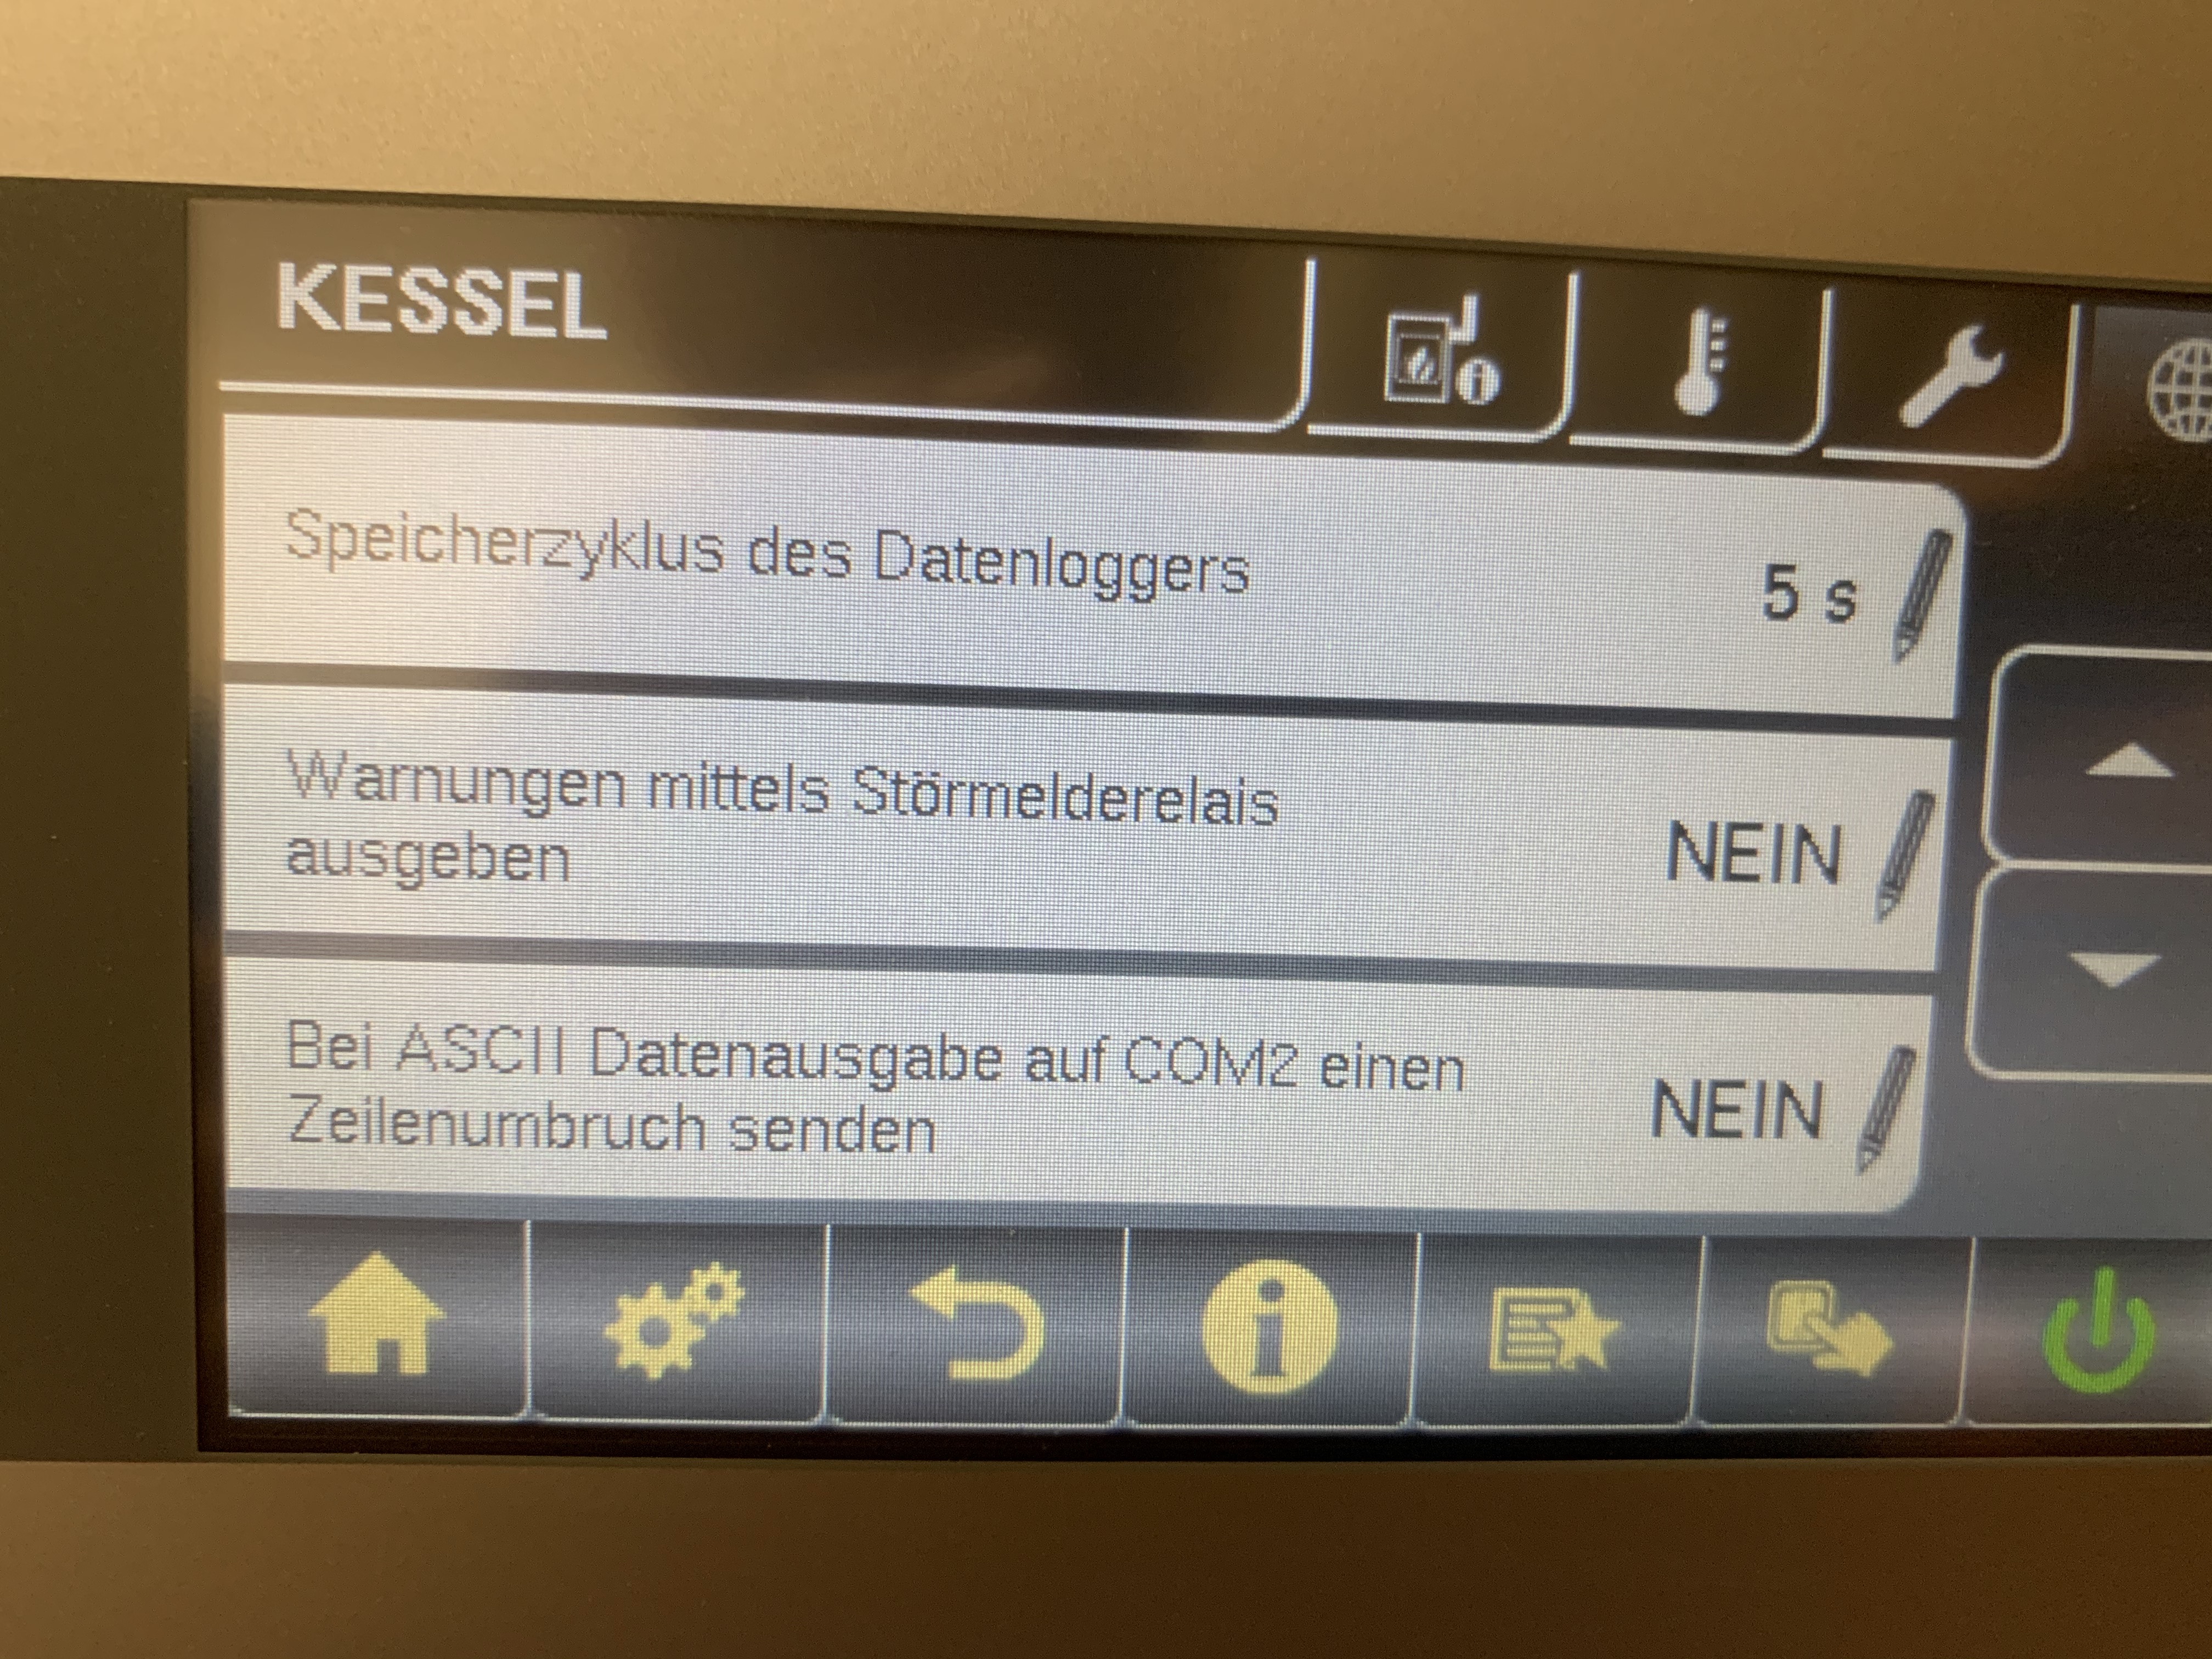 KESSEL
Speicherzyklus des Datenloggers
5 s
Warnungen mittels Störmelderelais
ausgeben
NEIN
Bei ASCII Datenausgabe auf COM2 einen
Zeilenumbruch senden
NEIN